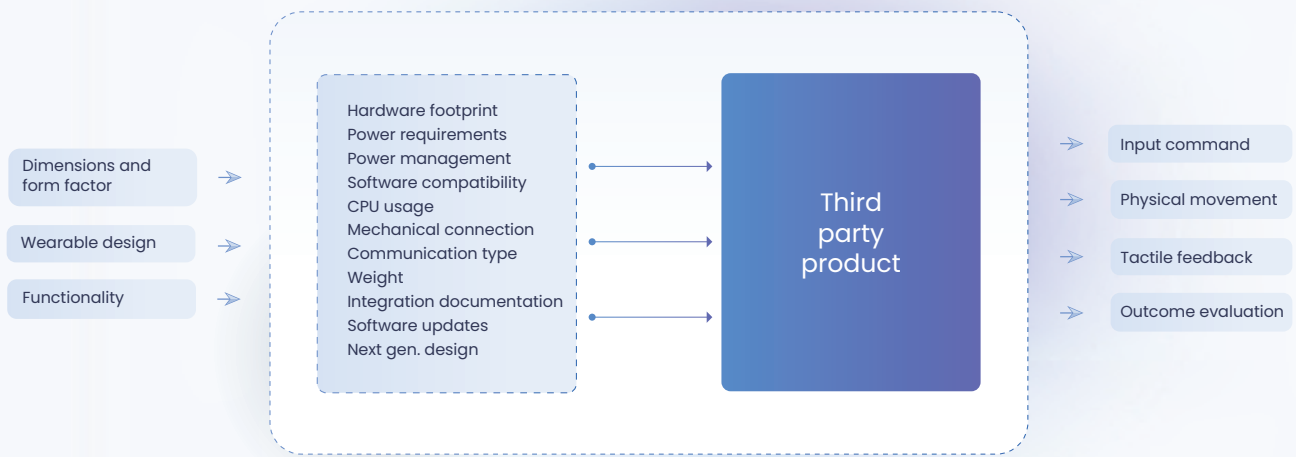 Dimensions and
form factor
Wearable design
Functionality
Hardware footprint
Power requirements
Power management
Software compatibility
CPU usage
Mechanical connection
Communication type
Weight
Integration documentation
Software updates
Next gen. design
Third
party
product
Input command
Physical movement
Tactile feedback
Outcome evaluation